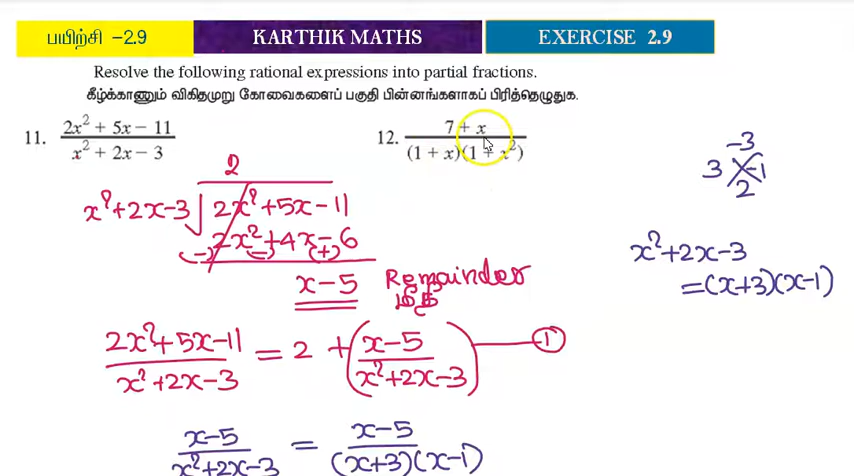 பயிற்சி –2.9 KARTHIK MATHS EXERCISE 2.9
Resolve the following rational expressions into partial fractions.
கீழ்க்காணும் விகிதமுறு கோவைகளைப் பகுதி பின்னங்களாகப் பிரித்தெழுதுக.
11. (2x² + 5x − 11)/(x² + 2x − 3) 12. (7 + x)/((1 + x)(1 + x²))
-3
3 -1
2
2
x²+2x-3 √ 2x²+5x-11
2x²+4x-6
(-) (-) (+)
x-5 Remainder
மீதி
x²+2x-3
=(x+3)(x-1)
(2x²+5x-11)/(x²+2x-3) = 2 + ((x-5)/(x²+2x-3)) —— ①
(x-5)/(x²+2x-3) = (x-5)/((x+3)(x-1))